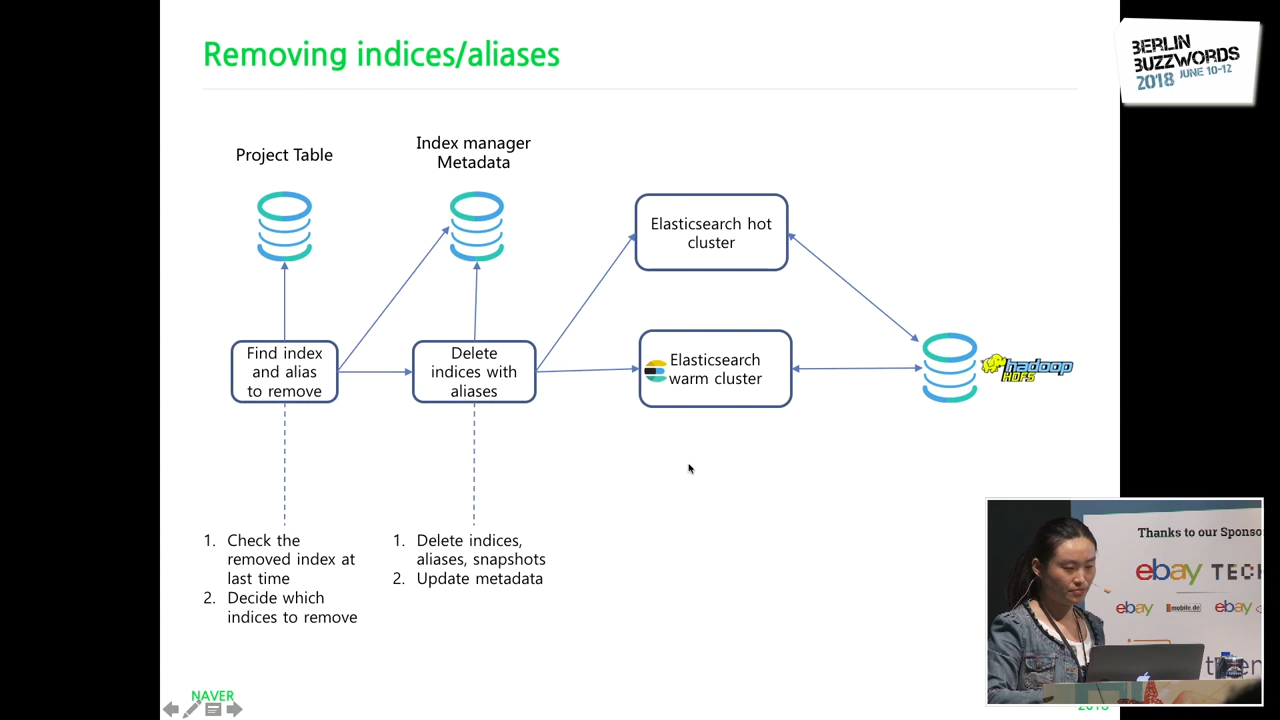 Removing indices/aliases
BERLIN
BUZZWORDS
2018 JUNE 10-12
Project Table
Index manager
Metadata
Elasticsearch hot
cluster
Find index
and alias
to remove
Delete
indices with
aliases
Elasticsearch
warm cluster
hadoop
HDFS
1. Check the
removed index at
last time
2. Decide which
indices to remove
1. Delete indices,
aliases, snapshots
2. Update metadata
Thanks to our Sponso
ebay TECH
ebay mobile.de ebay
NAVER
2018